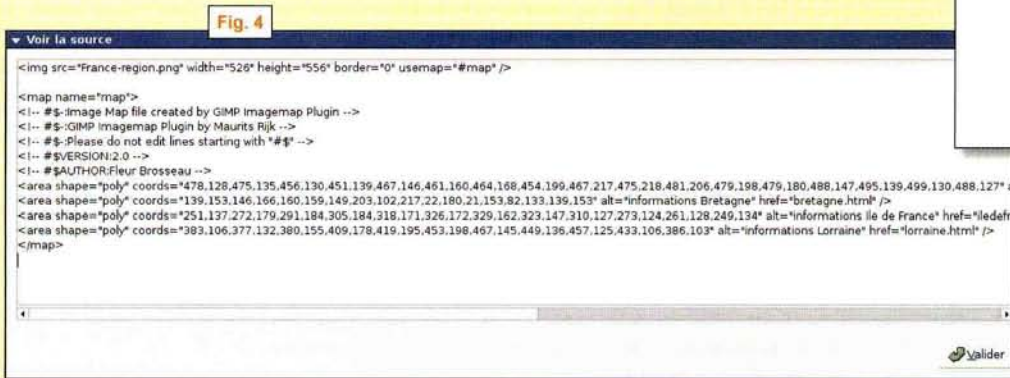 Fig. 4
Voir la source
<img src="France-region.png" width="526" height="556" border="0" usemap="#map" />
<map name="map">
<!-- #$-:Image Map file created by GIMP Imagemap Plugin -->
<!-- #$-:GIMP Imagemap Plugin by Maurits Rijk -->
<!-- #$-:Please do not edit lines starting with "#$" -->
<!-- #$VERSION:2.0 -->
<!-- #$AUTHOR:Fleur Brosseau -->
<area shape="poly" coords="478,128,475,135,456,130,451,139,467,146,461,160,464,168,454,199,467,217,475,218,481,206,479,198,479,180,488,147,495,139,499,130,488,127"
<area shape="poly" coords="139,153,146,166,160,159,149,203,102,217,22,180,21,153,82,133,139,153" alt="informations Bretagne" href="bretagne.html" />
<area shape="poly" coords="251,137,272,179,291,184,305,184,318,171,326,172,329,162,323,147,310,127,273,124,261,128,249,134" alt="informations Ile de France" href="iledefr
<area shape="poly" coords="383,106,377,132,380,155,409,178,419,195,453,198,467,145,449,136,457,125,433,106,386,103" alt="informations Lorraine" href="lorraine.html" />
</map>
Valider